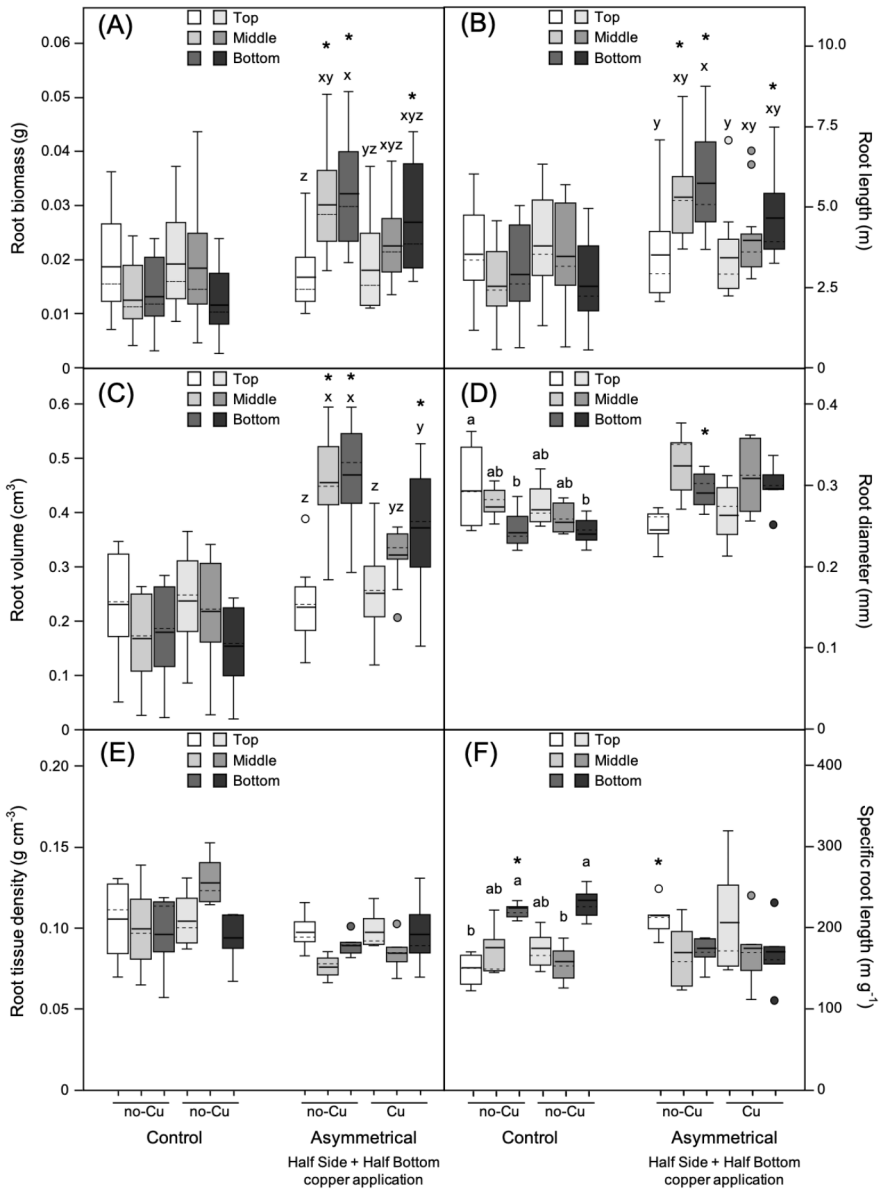 (A)
Top
Middle
Bottom
Root biomass (g)
0.06
0.05
0.04
0.03
0.02
0.01
0
z
xy
*
x
*
yz
xyz
xyz
*
(B)
Top
Middle
Bottom
Root length (m)
10.0
7.5
5.0
2.5
0
y
xy
*
x
*
y
xy
xy
*
(C)
Top
Middle
Bottom
Root volume (cm3)
0.6
0.5
0.4
0.3
0.2
0.1
0
z
x
*
x
*
z
yz
y
*
(D)
Top
Middle
Bottom
Root diameter (mm)
0.4
0.3
0.2
0.1
0
a
ab
b
ab
ab
b
*
(E)
Top
Middle
Bottom
Root tissue density (g cm-3)
0.20
0.15
0.10
0.05
0
(F)
Top
Middle
Bottom
Specific root length (m g-1)
400
300
200
100
0
b
ab
a
*
ab
b
a
*
no-Cu
no-Cu
Control
no-Cu
Cu
Asymmetrical
Half Side + Half Bottom
copper application
no-Cu
no-Cu
Control
no-Cu
Cu
Asymmetrical
Half Side + Half Bottom
copper application